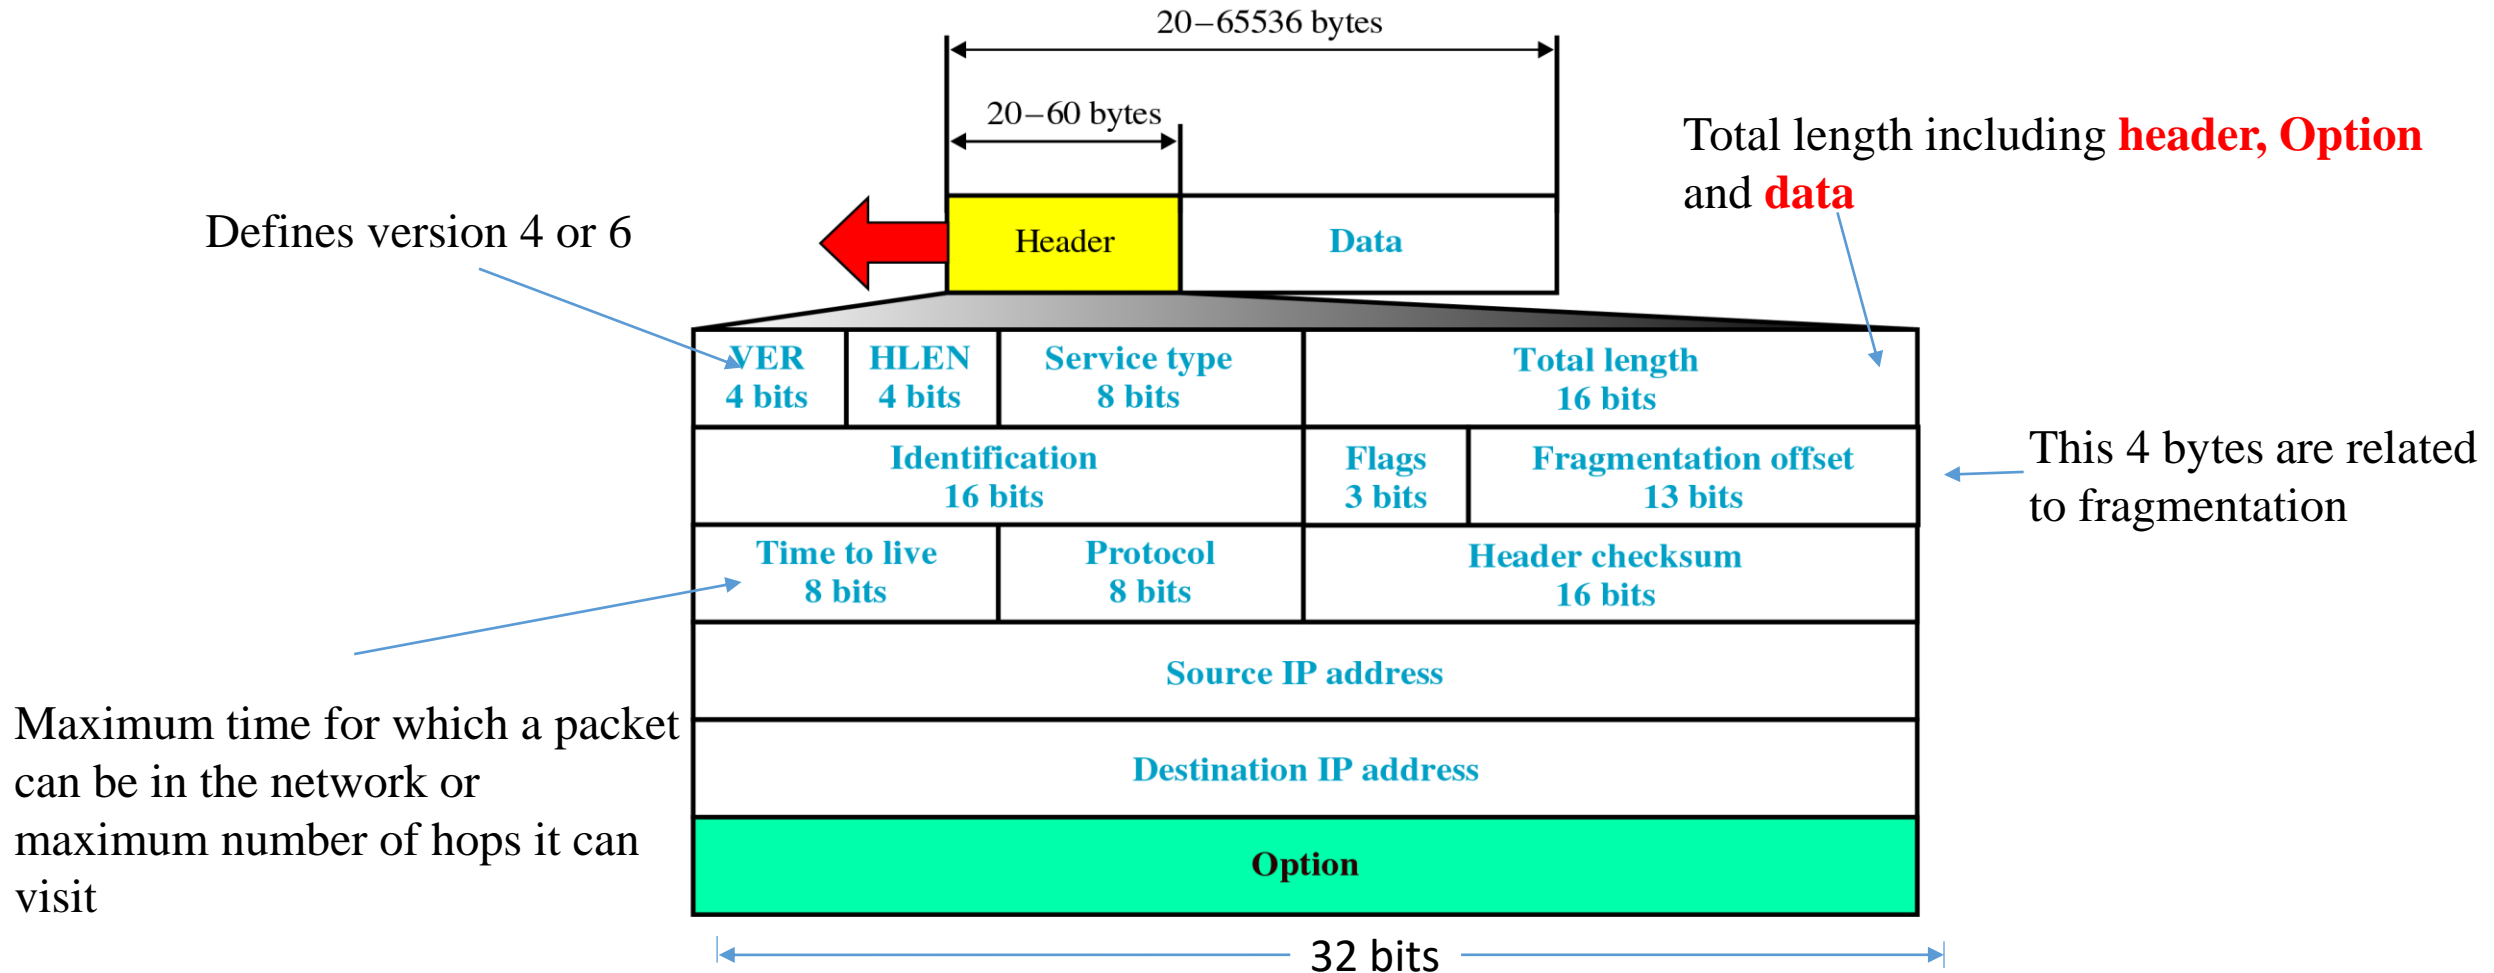 20–65536 bytes
20–60 bytes
Total length including header, Option
and data
Defines version 4 or 6
Header
Data
VER
4 bits
HLEN
4 bits
Service type
8 bits
Total length
16 bits
Identification
16 bits
Flags
3 bits
Fragmentation offset
13 bits
This 4 bytes are related
to fragmentation
Time to live
8 bits
Protocol
8 bits
Header checksum
16 bits
Source IP address
Maximum time for which a packet
can be in the network or
maximum number of hops it can
visit
Destination IP address
Option
32 bits